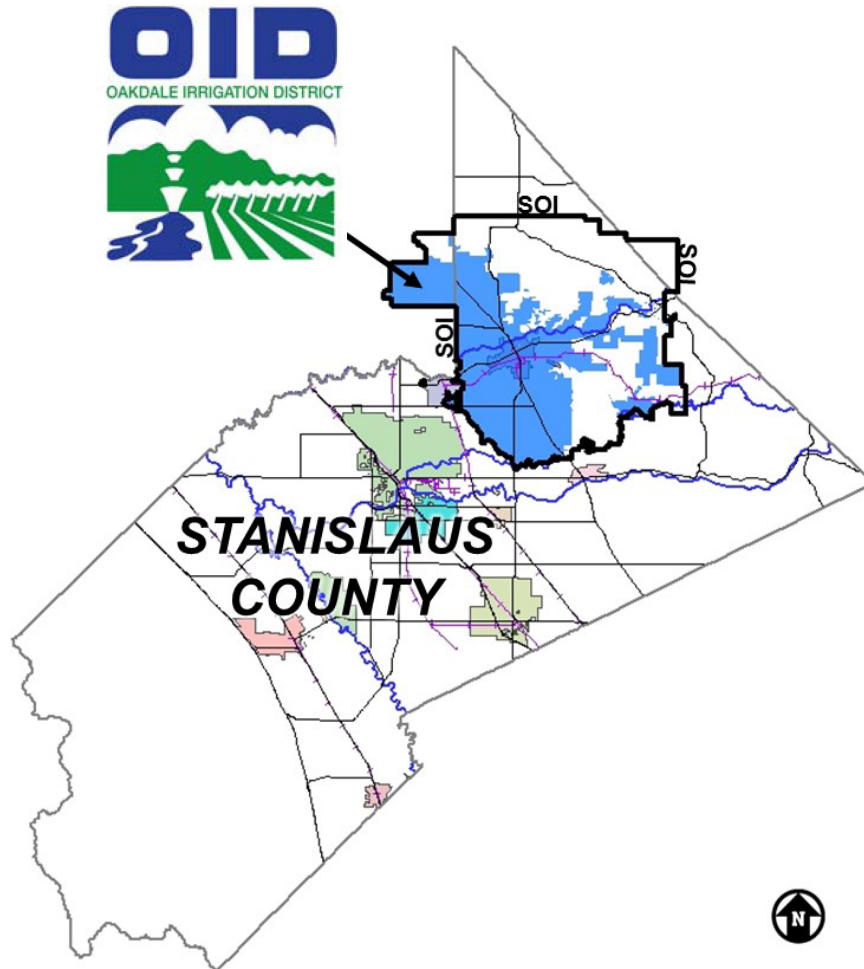 OID
OAKDALE IRRIGATION DISTRICT
SOI
SOI
SOI
STANISLAUS
COUNTY
N